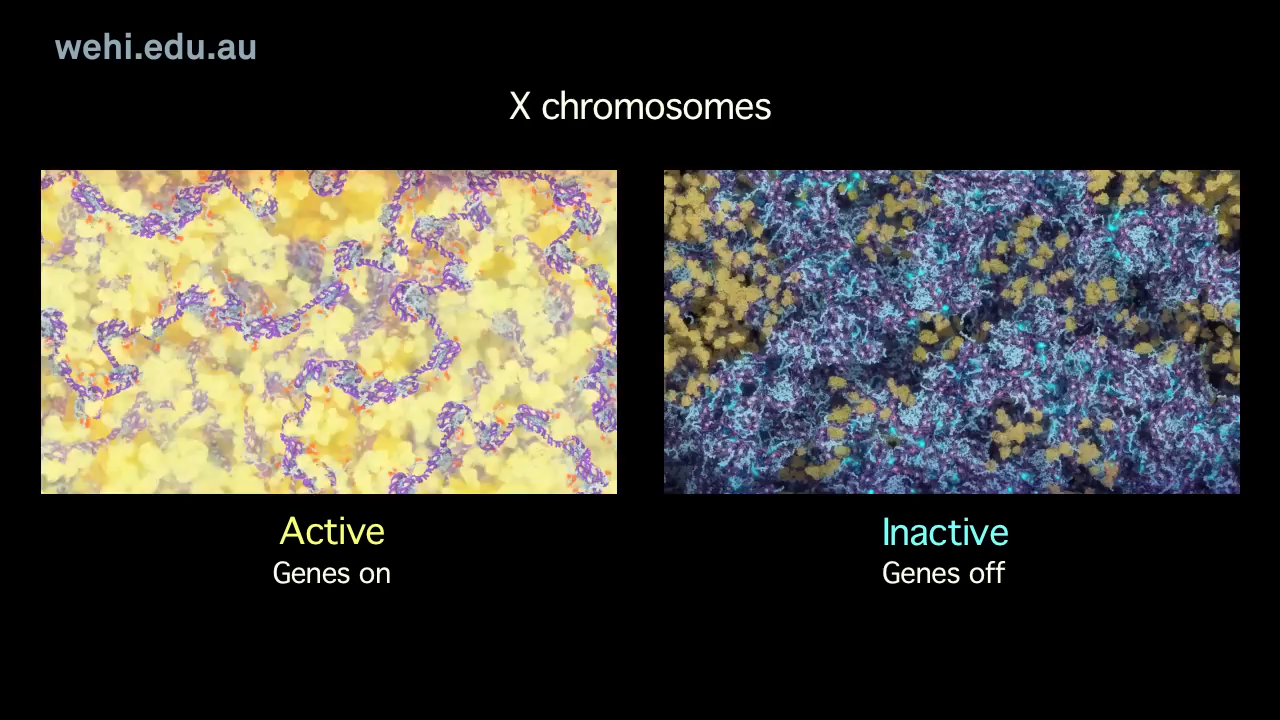 wehi.edu.au
X chromosomes
Active
Inactive
Genes on
Genes off